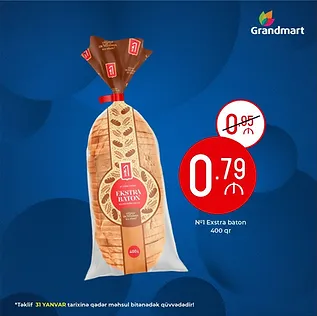 Grandmart
EKSTRA
BATON
400q
0.95 ₼
0.79
₼
№1 Exstra baton
400 qr
*Təklif 31 YANVAR tarixinə qədər məhsul bitənədək qüvvədədir!